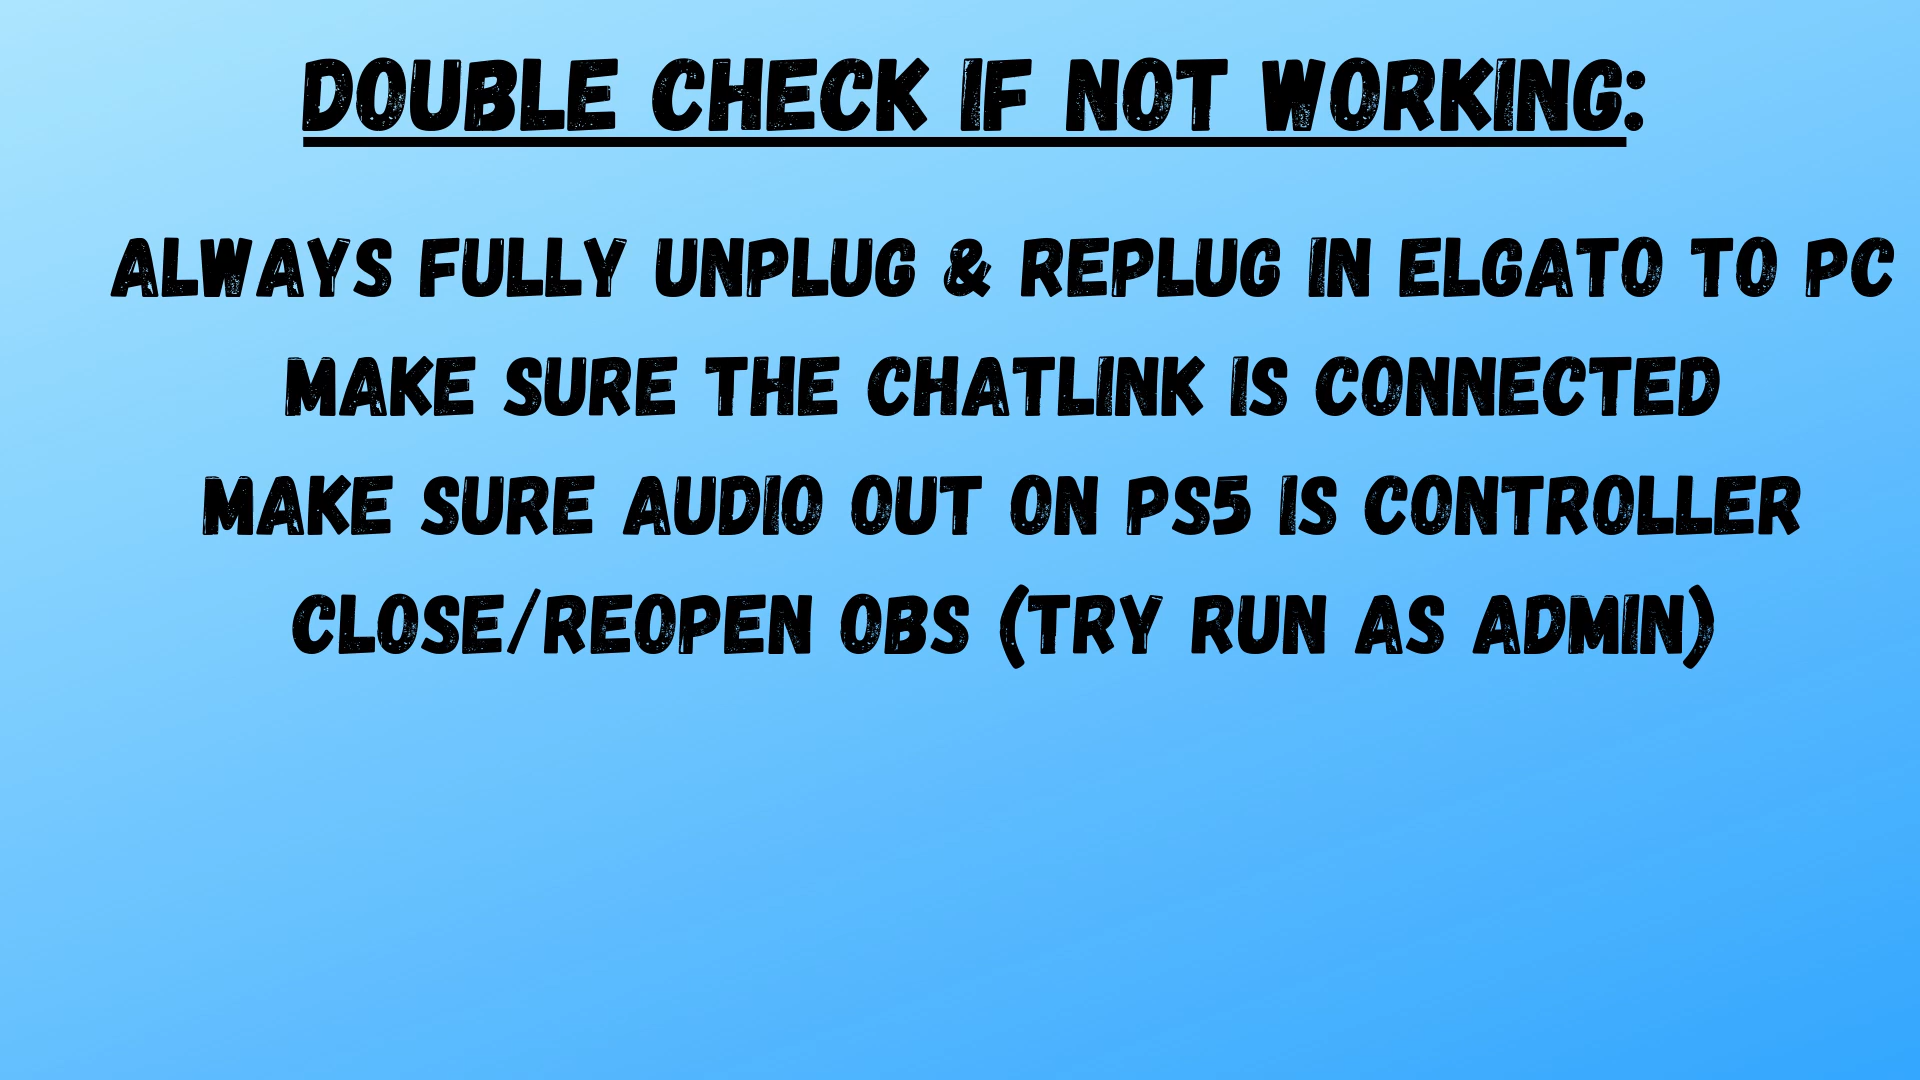 DOUBLE CHECK IF NOT WORKING:
ALWAYS FULLY UNPLUG & REPLUG IN ELGATO TO PC
MAKE SURE THE CHATLINK IS CONNECTED
MAKE SURE AUDIO OUT ON PS5 IS CONTROLLER
CLOSE/REOPEN OBS (TRY RUN AS ADMIN)